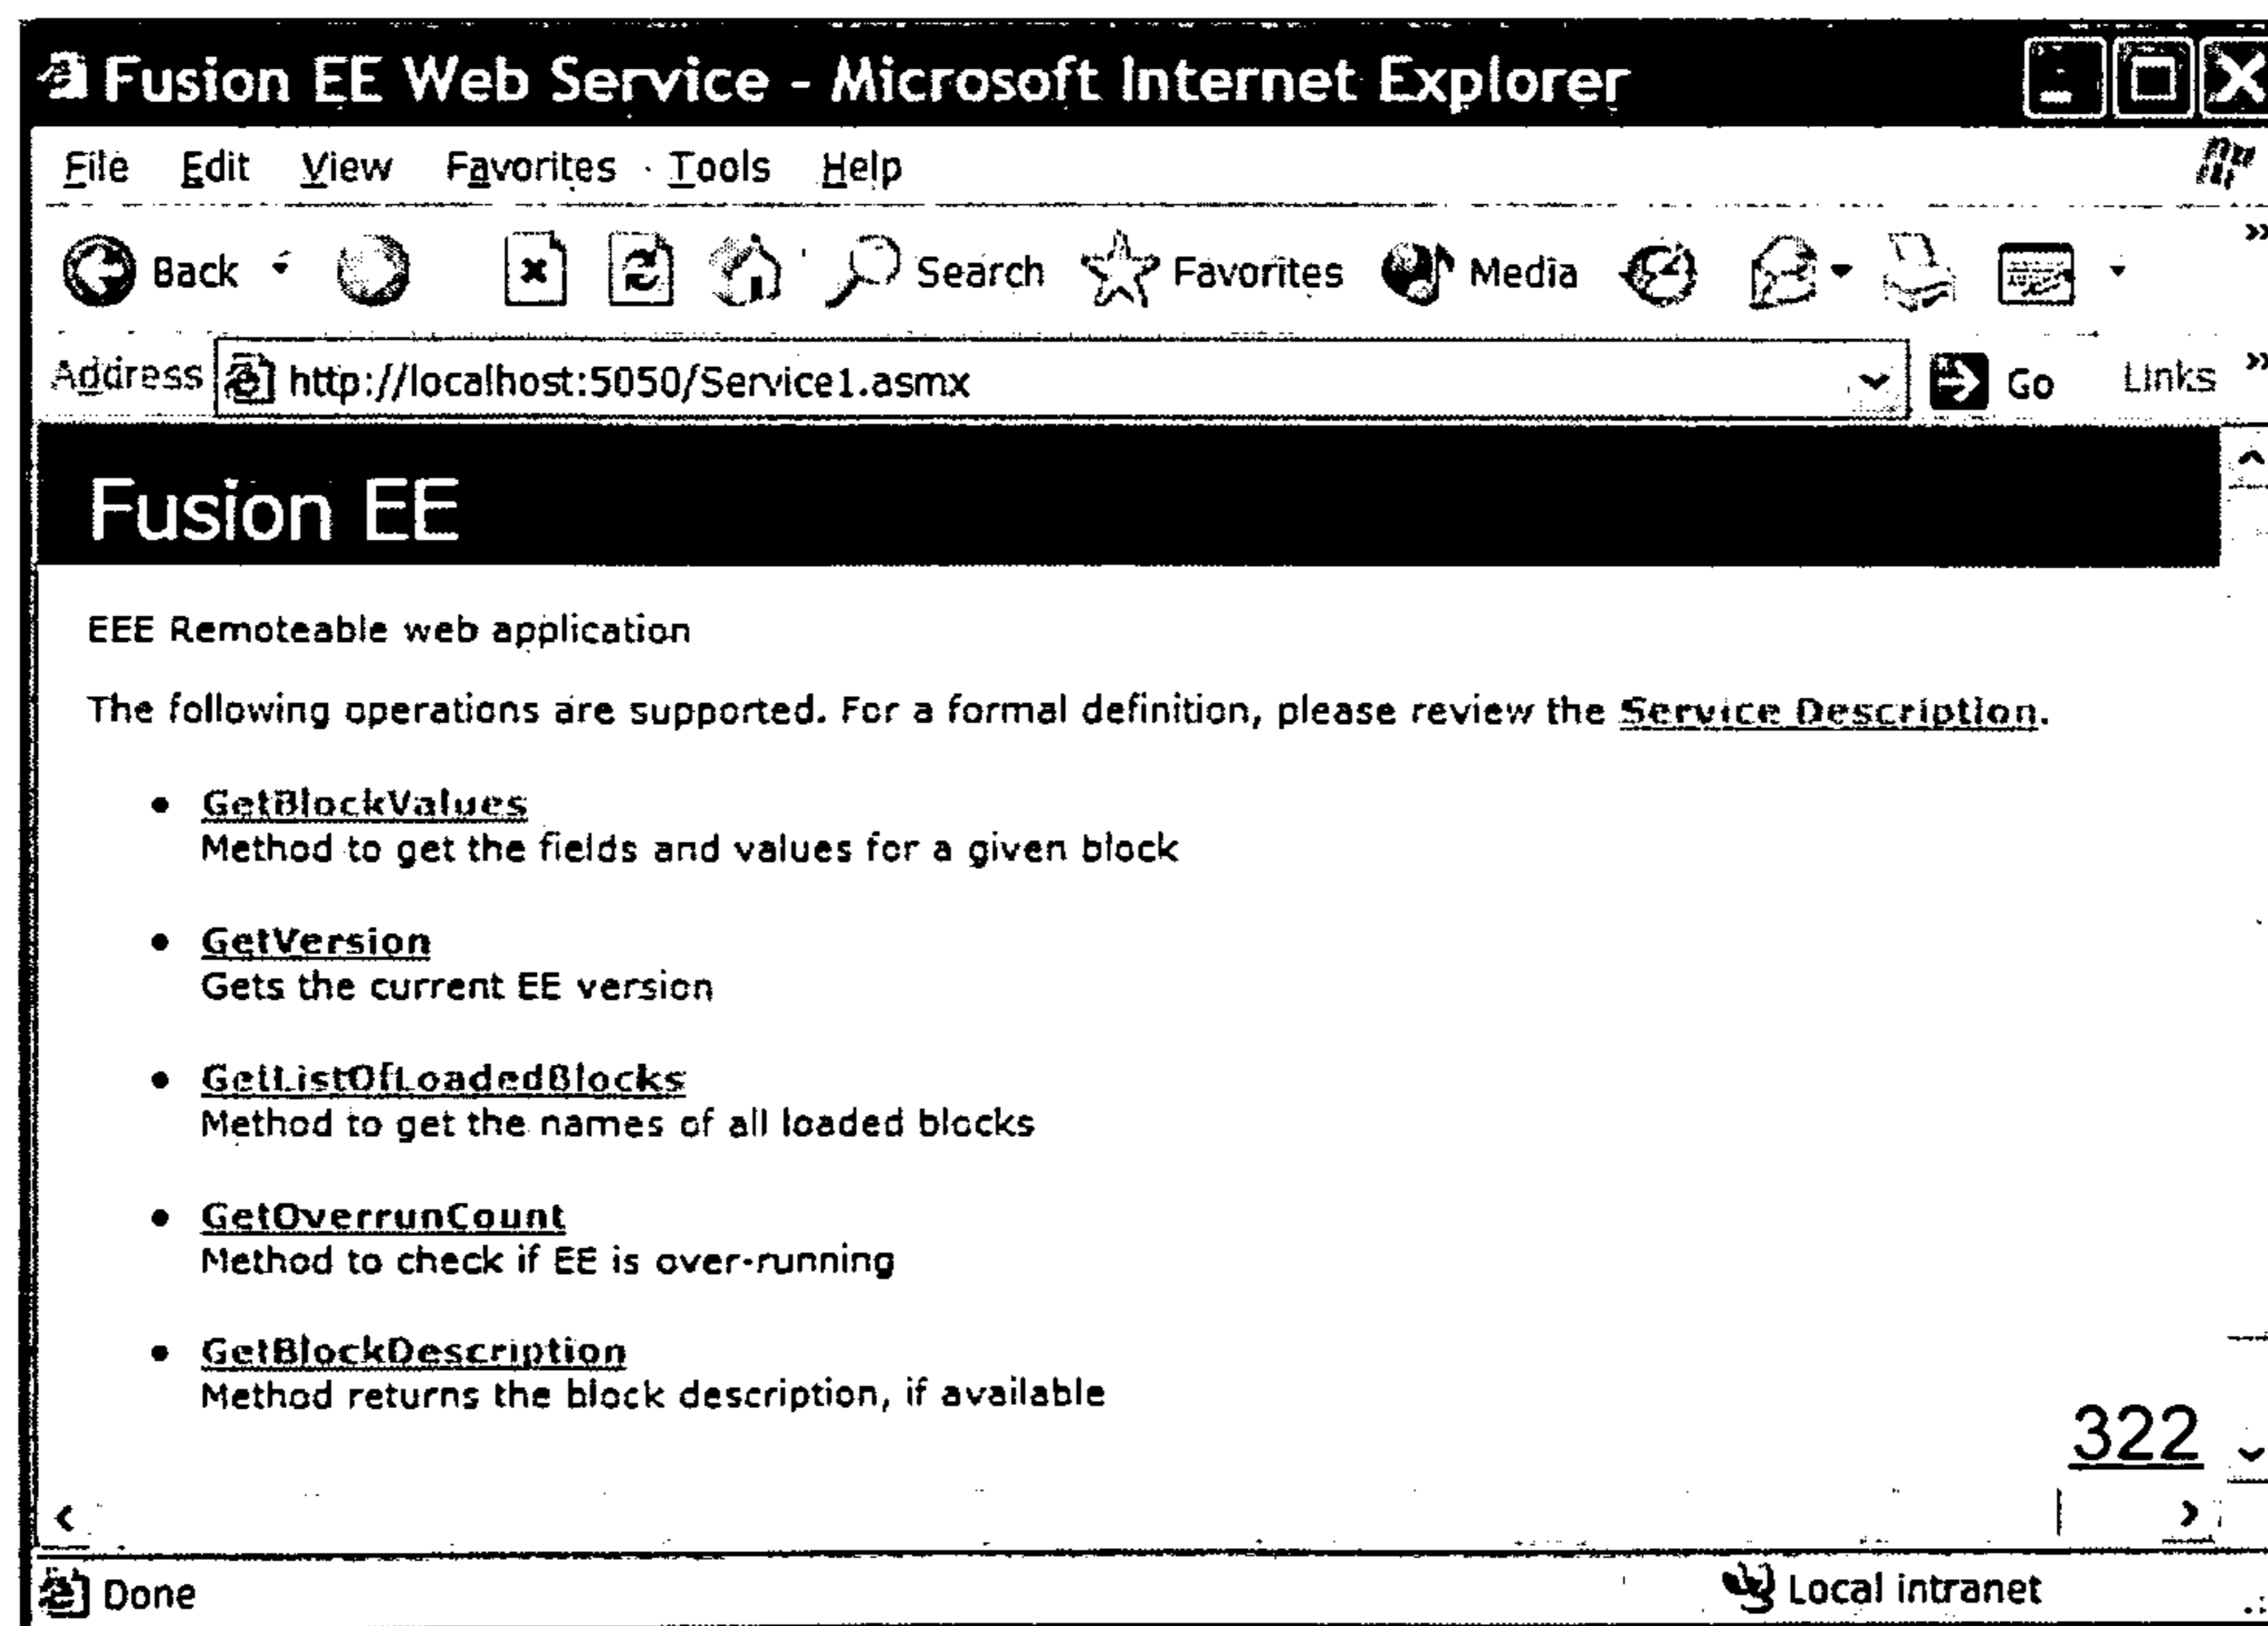 Fusion EE Web Service - Microsoft Internet Explorer
File Edit View Favorites Tools Help
Back Search Favorites Media
Address http://localhost:5050/Service1.asmx Go Links
Fusion EE
EEE Remoteable web application
The following operations are supported. For a formal definition, please review the Service Description.
• GetBlockValues
Method to get the fields and values for a given block
• GetVersion
Gets the current EE version
• GetListOfLoadedBlocks
Method to get the names of all loaded blocks
• GetOverrunCount
Method to check if EE is over-running
• GetBlockDescription
Method returns the block description, if available
322
Done Local intranet